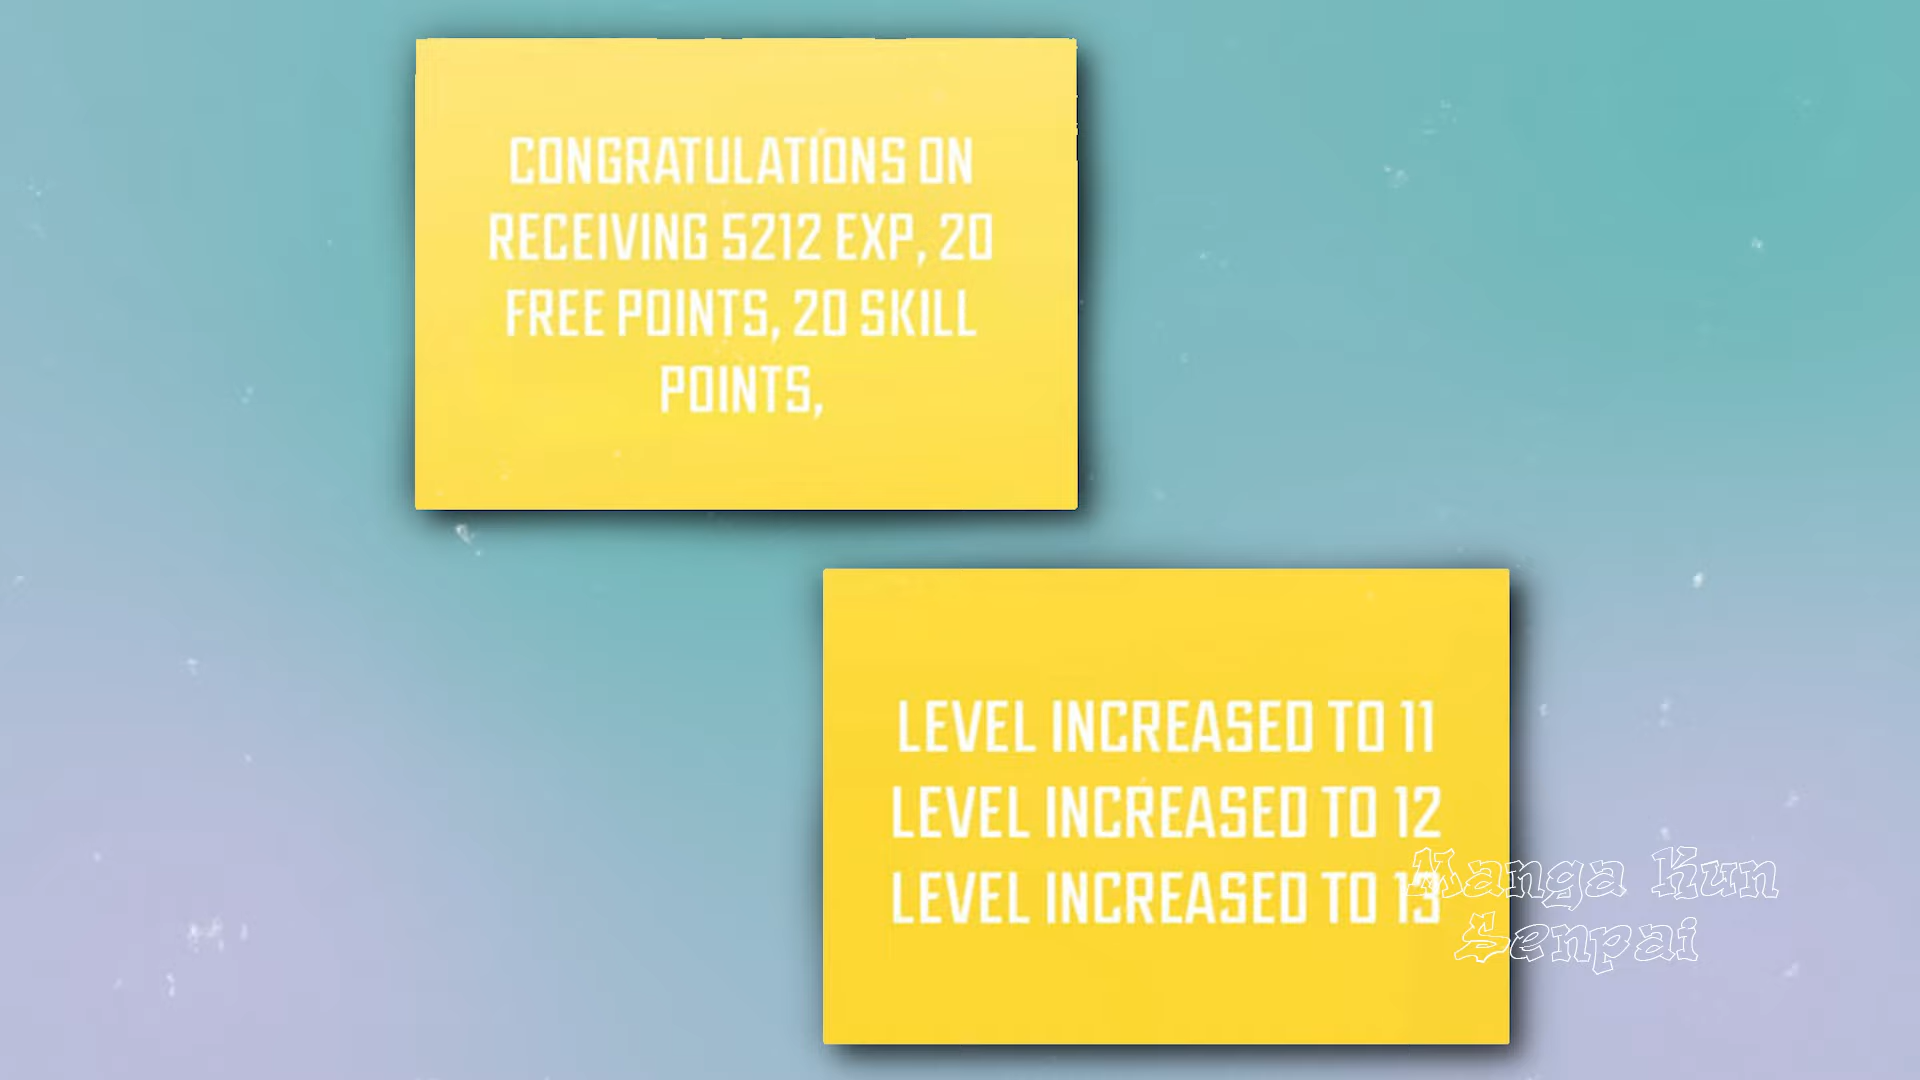 CONGRATULATIONS ON
RECEIVING 5212 EXP, 20
FREE POINTS, 20 SKILL
POINTS,
LEVEL INCREASED TO 11
LEVEL INCREASED TO 12
LEVEL INCREASED TO 13
Manga Kun
Senpai